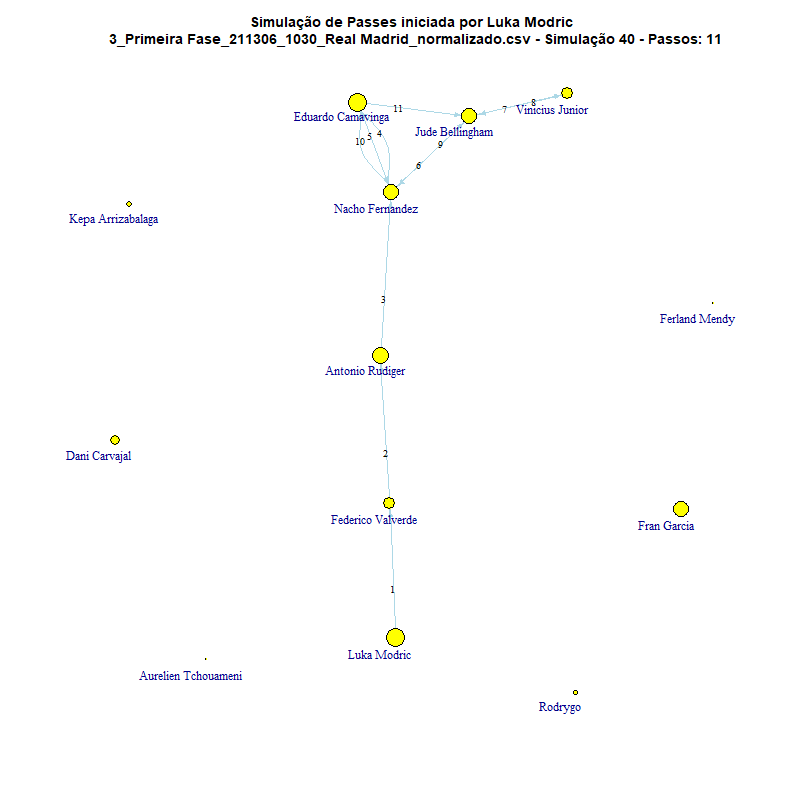 Simulação de Passes iniciada por Luka Modric
3_Primeira Fase_211306_1030_Real Madrid_normalizado.csv - Simulação 40 - Passos: 11
8
11
7
Vinicius Junior
Eduardo Camavinga
Jude Bellingham
4
5
10
9
6
Nacho Fernandez
Kepa Arrizabalaga
3
Ferland Mendy
Antonio Rudiger
2
Dani Carvajal
Federico Valverde
Fran Garcia
1
Luka Modric
Aurelien Tchouameni
Rodrygo